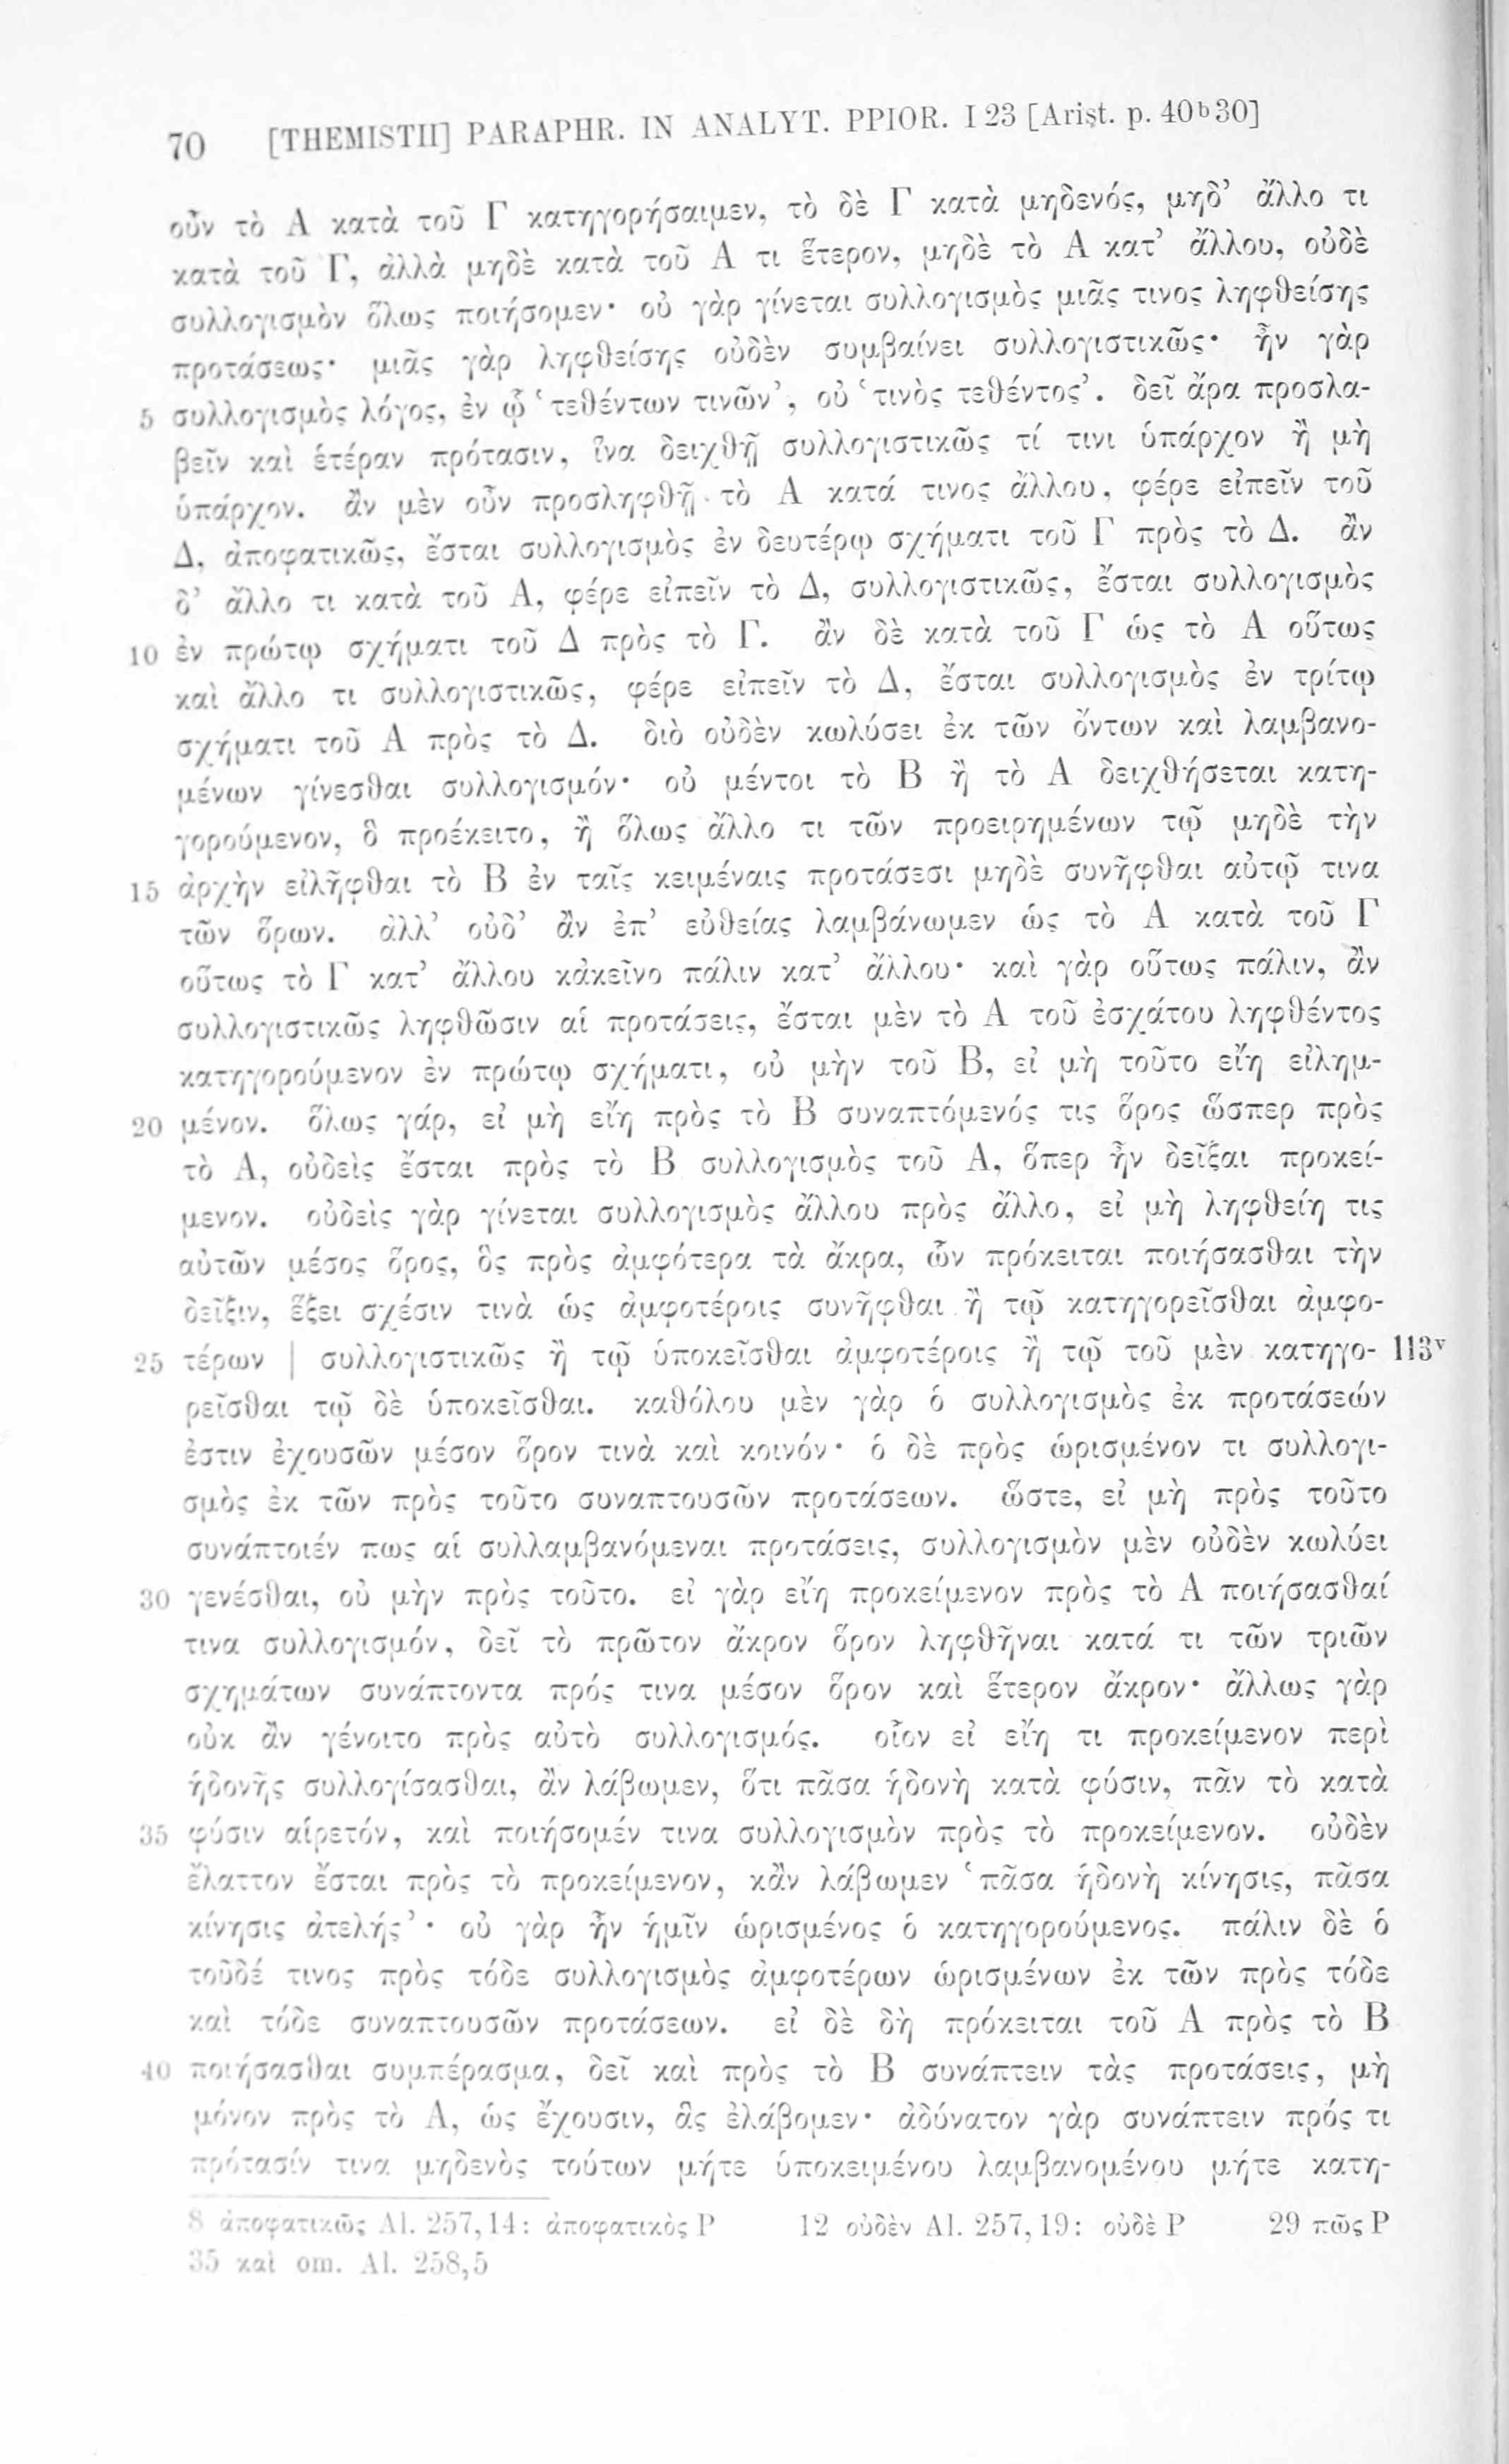 70 [THEMISTII] PARAPHR. IN ANALYT. PPIOR. I 23 [Arist. p. 40ᵇ30]
οὖν τὸ Α κατὰ τοῦ Γ κατηγορήσαιμεν, τὸ δὲ Γ κατὰ μηδενός, μηδ’ ἄλλο τι
κατὰ τοῦ Γ, ἀλλὰ μηδὲ κατὰ τοῦ Α τι ἕτερον, μηδὲ τὸ Α κατ’ ἄλλου, οὐδὲ
συλλογισμὸν ὅλως ποιήσομεν· οὐ γὰρ γίνεται συλλογισμὸς μιᾶς τινος ληφθείσης
προτάσεως· μιᾶς γὰρ ληφθείσης οὐδὲν συμβαίνει συλλογιστικῶς· ἦν γὰρ
5 συλλογισμὸς λόγος, ἐν ᾧ ‘τεθέντων τινῶν’, οὐ ‘τινὸς τεθέντος’. δεῖ ἄρα προσλα-
βεῖν καὶ ἑτέραν πρότασιν, ἵνα δειχθῇ συλλογιστικῶς τί τινι ὑπάρχον ἢ μὴ
ὑπάρχον. ἂν μὲν οὖν προσληφθῇ τὸ Α κατά τινος ἄλλου, φέρε εἰπεῖν τοῦ
Δ, ἀποφατικῶς, ἔσται συλλογισμὸς ἐν δευτέρῳ σχήματι τοῦ Γ πρὸς τὸ Δ. ἂν
δ’ ἄλλο τι κατὰ τοῦ Α, φέρε εἰπεῖν τὸ Δ, συλλογιστικῶς, ἔσται συλλογισμὸς
10 ἐν πρώτῳ σχήματι τοῦ Δ πρὸς τὸ Γ. ἂν δὲ κατὰ τοῦ Γ ὡς τὸ Α οὕτως
καὶ ἄλλο τι συλλογιστικῶς, φέρε εἰπεῖν τὸ Δ, ἔσται συλλογισμὸς ἐν τρίτῳ
σχήματι τοῦ Α πρὸς τὸ Δ. διὸ οὐδὲν κωλύσει ἐκ τῶν ὄντων καὶ λαμβανο-
μένων γίνεσθαι συλλογισμόν· οὐ μέντοι τὸ Β ἢ τὸ Α δειχθήσεται κατη-
γορούμενον, ὃ προέκειτο, ἢ ὅλως ἄλλο τι τῶν προειρημένων τῷ μηδὲ τὴν
15 ἀρχὴν εἰλῆφθαι τὸ Β ἐν ταῖς κειμέναις προτάσεσι μηδὲ συνῆφθαι αὐτῷ τινα
τῶν ὅρων. ἀλλ’ οὐδ’ ἂν ἐπ’ εὐθείας λαμβάνωμεν ὡς τὸ Α κατὰ τοῦ Γ
οὕτως τὸ Γ κατ’ ἄλλου κἀκεῖνο πάλιν κατ’ ἄλλου· καὶ γὰρ οὕτως πάλιν, ἂν
συλλογιστικῶς ληφθῶσιν αἱ προτάσεις, ἔσται μὲν τὸ Α τοῦ ἐσχάτου ληφθέντος
κατηγορούμενον ἐν πρώτῳ σχήματι, οὐ μὴν τοῦ Β, εἰ μὴ τοῦτο εἴη εἰλημ-
20 μένον. ὅλως γάρ, εἰ μὴ εἴη πρὸς τὸ Β συναπτόμενός τις ὅρος ὥσπερ πρὸς
τὸ Α, οὐδεὶς ἔσται πρὸς τὸ Β συλλογισμὸς τοῦ Α, ὅπερ ἦν δεῖξαι προκεί-
μενον. οὐδεὶς γὰρ γίνεται συλλογισμὸς ἄλλου πρὸς ἄλλο, εἰ μὴ ληφθείη τις
αὐτῶν μέσος ὅρος, ὃς πρὸς ἀμφότερα τὰ ἄκρα, ὧν πρόκειται ποιήσασθαι τὴν
δεῖξιν, ἕξει σχέσιν τινὰ ὡς ἀμφοτέροις συνῆφθαι ἢ τῷ κατηγορεῖσθαι ἀμφο-
25 τέρων | συλλογιστικῶς ἢ τῷ ὑποκεῖσθαι ἀμφοτέροις ἢ τῷ τοῦ μὲν κατηγο- 113ᵛ
ρεῖσθαι τῷ δὲ ὑποκεῖσθαι. καθόλου μὲν γὰρ ὁ συλλογισμὸς ἐκ προτάσεών
ἐστιν ἐχουσῶν μέσον ὅρον τινὰ καὶ κοινόν· ὁ δὲ πρὸς ὡρισμένον τι συλλογι-
σμὸς ἐκ τῶν πρὸς τοῦτο συναπτουσῶν προτάσεων. ὥστε, εἰ μὴ πρὸς τοῦτο
συνάπτοιέν πως αἱ συλλαμβανόμεναι προτάσεις, συλλογισμὸν μὲν οὐδὲν κωλύει
30 γενέσθαι, οὐ μὴν πρὸς τοῦτο. εἰ γὰρ εἴη προκείμενον πρὸς τὸ Α ποιήσασθαί
τινα συλλογισμόν, δεῖ τὸ πρῶτον ἄκρον ὅρον ληφθῆναι κατά τι τῶν τριῶν
σχημάτων συνάπτοντα πρός τινα μέσον ὅρον καὶ ἕτερον ἄκρον· ἄλλως γὰρ
οὐκ ἂν γένοιτο πρὸς αὐτὸ συλλογισμός. οἷον εἰ εἴη τι προκείμενον περὶ
ἡδονῆς συλλογίσασθαι, ἂν λάβωμεν, ὅτι πᾶσα ἡδονὴ κατὰ φύσιν, πᾶν τὸ κατὰ
35 φύσιν αἱρετόν, καὶ ποιήσομέν τινα συλλογισμὸν πρὸς τὸ προκείμενον. οὐδὲν
ἔλαττον ἔσται πρὸς τὸ προκείμενον, κἂν λάβωμεν ‘πᾶσα ἡδονὴ κίνησις, πᾶσα
κίνησις ἀτελής’· οὐ γὰρ ἦν ἡμῖν ὡρισμένος ὁ κατηγορούμενος. πάλιν δὲ ὁ
τοῦδέ τινος πρὸς τόδε συλλογισμὸς ἀμφοτέρων ὡρισμένων ἐκ τῶν πρὸς τόδε
καὶ τόδε συναπτουσῶν προτάσεων. εἰ δὲ δὴ πρόκειται τοῦ Α πρὸς τὸ Β
40 ποιήσασθαι συμπέρασμα, δεῖ καὶ πρὸς τὸ Β συνάπτειν τὰς προτάσεις, μὴ
μόνον πρὸς τὸ Α, ὡς ἔχουσιν, ἃς ἐλάβομεν· ἀδύνατον γὰρ συνάπτειν πρός τι
πρότασίν τινα μηδενὸς τούτων μήτε ὑποκειμένου λαμβανομένου μήτε κατη-
8 ἀποφατικῶς Al. 257,14: ἀποφατικὸς P 12 οὐδὲν Al. 257,19: οὐδὲ P 29 πῶς P
35 καὶ om. Al. 258,5